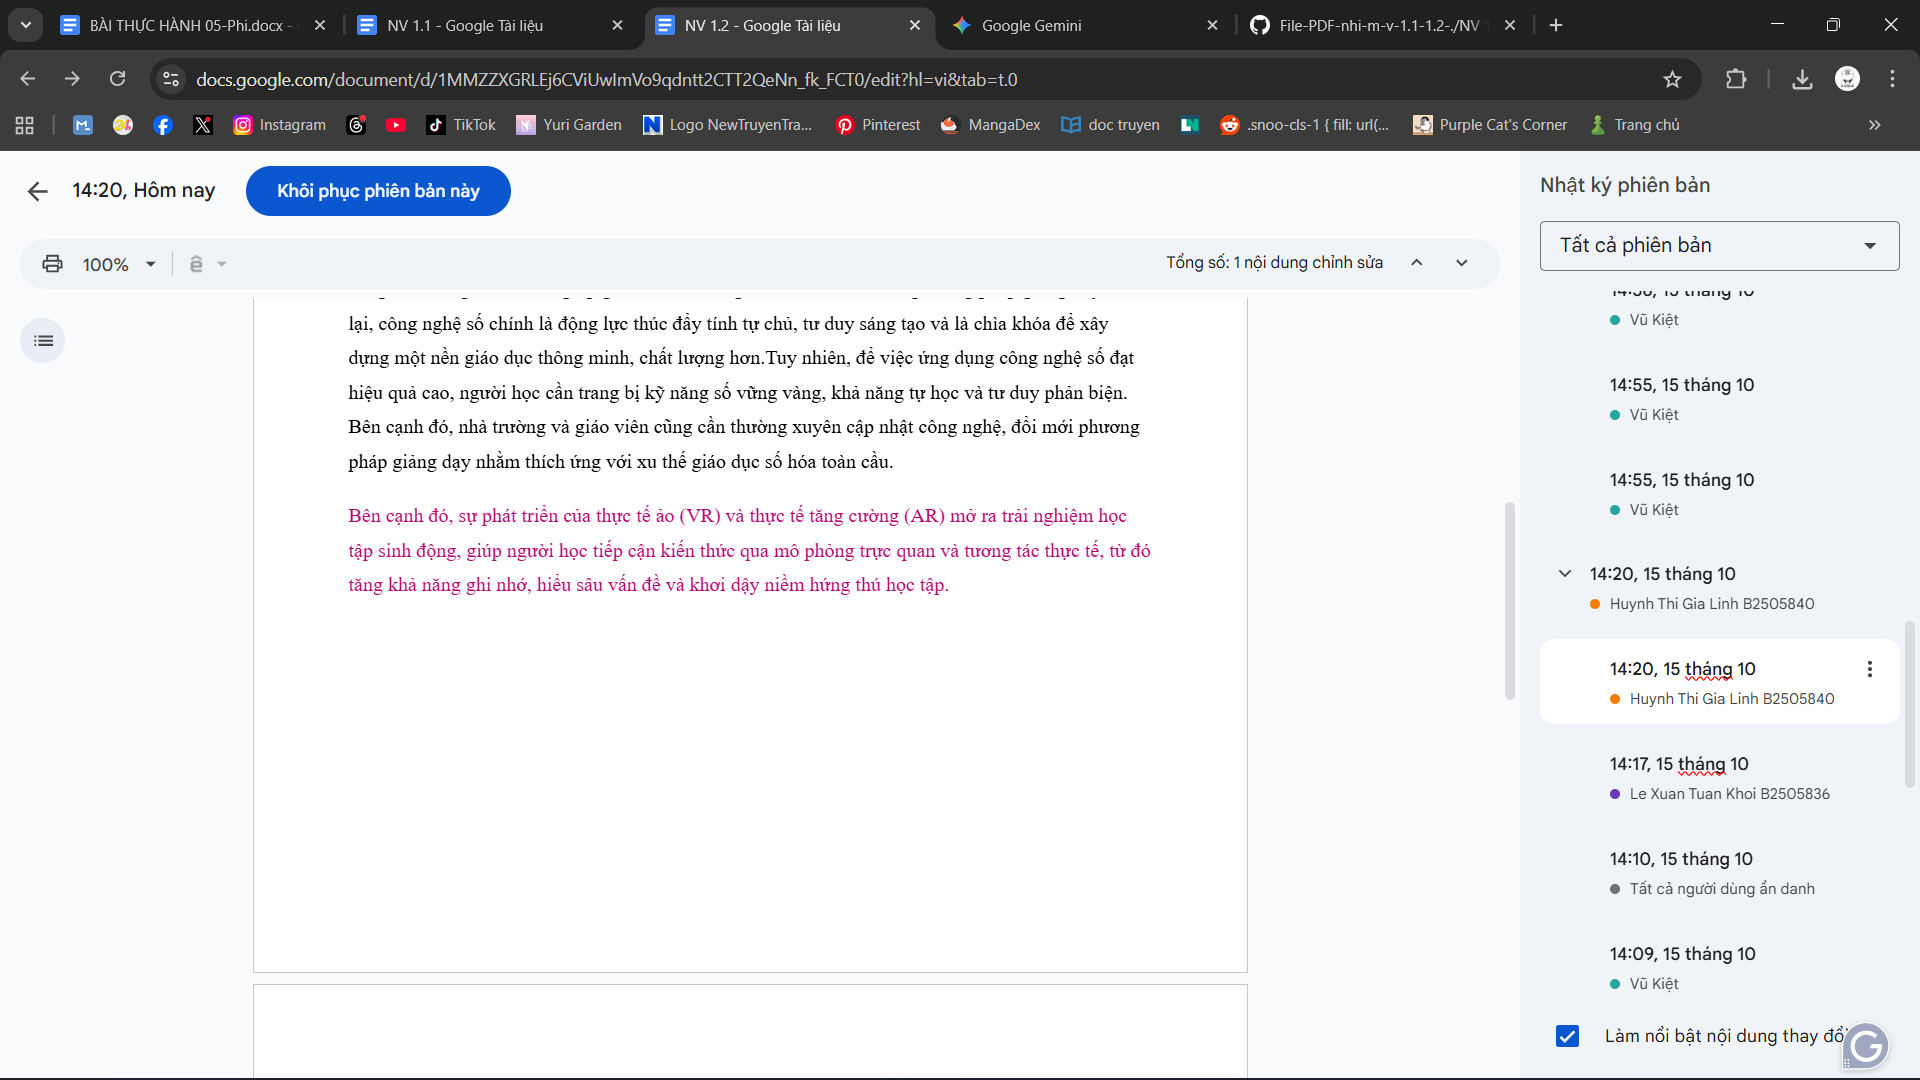 BÀI THỰC HÀNH 05-Phi.docx -
NV 1.1 - Google Tài liệu
NV 1.2 - Google Tài liệu
Google Gemini
File-PDF-nhi-m-v-1.1-1.2-./NV
docs.google.com/document/d/1MMZZXGRLEj6CViUwImVo9qdntt2CTT2QeNn_fk_FCT0/edit?hl=vi&tab=t.0
Instagram
TikTok
Yuri Garden
Logo NewTruyenTra...
Pinterest
MangaDex
doc truyen
.snoo-cls-1 { fill: url(...
Purple Cat's Corner
Trang chủ
14:20, Hôm nay
Khôi phục phiên bản này
100%
Tổng số: 1 nội dung chỉnh sửa
lại, công nghệ số chính là động lực thúc đẩy tính tự chủ, tư duy sáng tạo và là chìa khóa để xây
dựng một nền giáo dục thông minh, chất lượng hơn.Tuy nhiên, để việc ứng dụng công nghệ số đạt
hiệu quả cao, người học cần trang bị kỹ năng số vững vàng, khả năng tự học và tư duy phản biện.
Bên cạnh đó, nhà trường và giáo viên cũng cần thường xuyên cập nhật công nghệ, đổi mới phương
pháp giảng dạy nhằm thích ứng với xu thế giáo dục số hóa toàn cầu.
Bên cạnh đó, sự phát triển của thực tế ảo (VR) và thực tế tăng cường (AR) mở ra trải nghiệm học
tập sinh động, giúp người học tiếp cận kiến thức qua mô phỏng trực quan và tương tác thực tế, từ đó
tăng khả năng ghi nhớ, hiểu sâu vấn đề và khơi dậy niềm hứng thú học tập.
Nhật ký phiên bản
Tất cả phiên bản
Vũ Kiệt
14:55, 15 tháng 10
Vũ Kiệt
14:55, 15 tháng 10
Vũ Kiệt
14:20, 15 tháng 10
Huynh Thi Gia Linh B2505840
14:20, 15 tháng 10
Huynh Thi Gia Linh B2505840
14:17, 15 tháng 10
Le Xuan Tuan Khoi B2505836
14:10, 15 tháng 10
Tất cả người dùng ẩn danh
14:09, 15 tháng 10
Vũ Kiệt
Làm nổi bật nội dung thay đổi